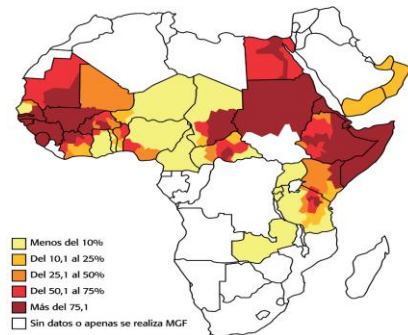 Menos del 10%
Del 10,1 al 25%
Del 25,1 al 50%
Del 50,1 al 75%
Más del 75,1
Sin datos o apenas se realiza MGF